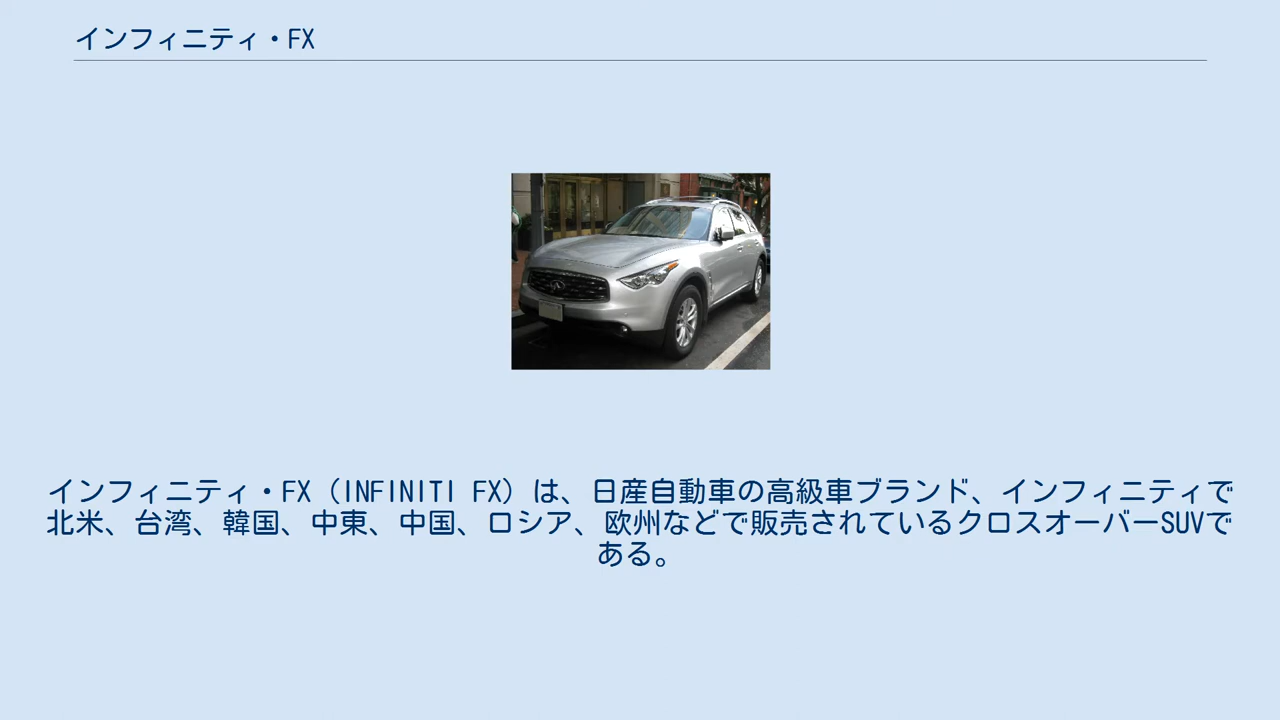 インフィニティ・FX
インフィニティ・FX（INFINITI FX）は、日産自動車の高級車ブランド、インフィニティで
北米、台湾、韓国、中東、中国、ロシア、欧州などで販売されているクロスオーバーSUVで
ある。